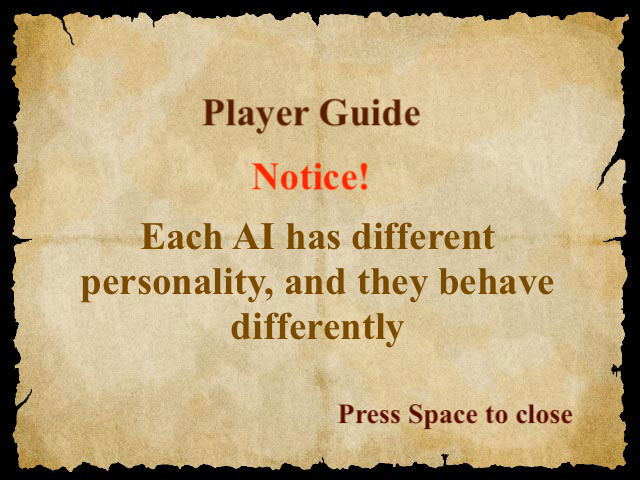 Player Guide
Notice!
Each AI has different
personality, and they behave
differently
Press Space to close